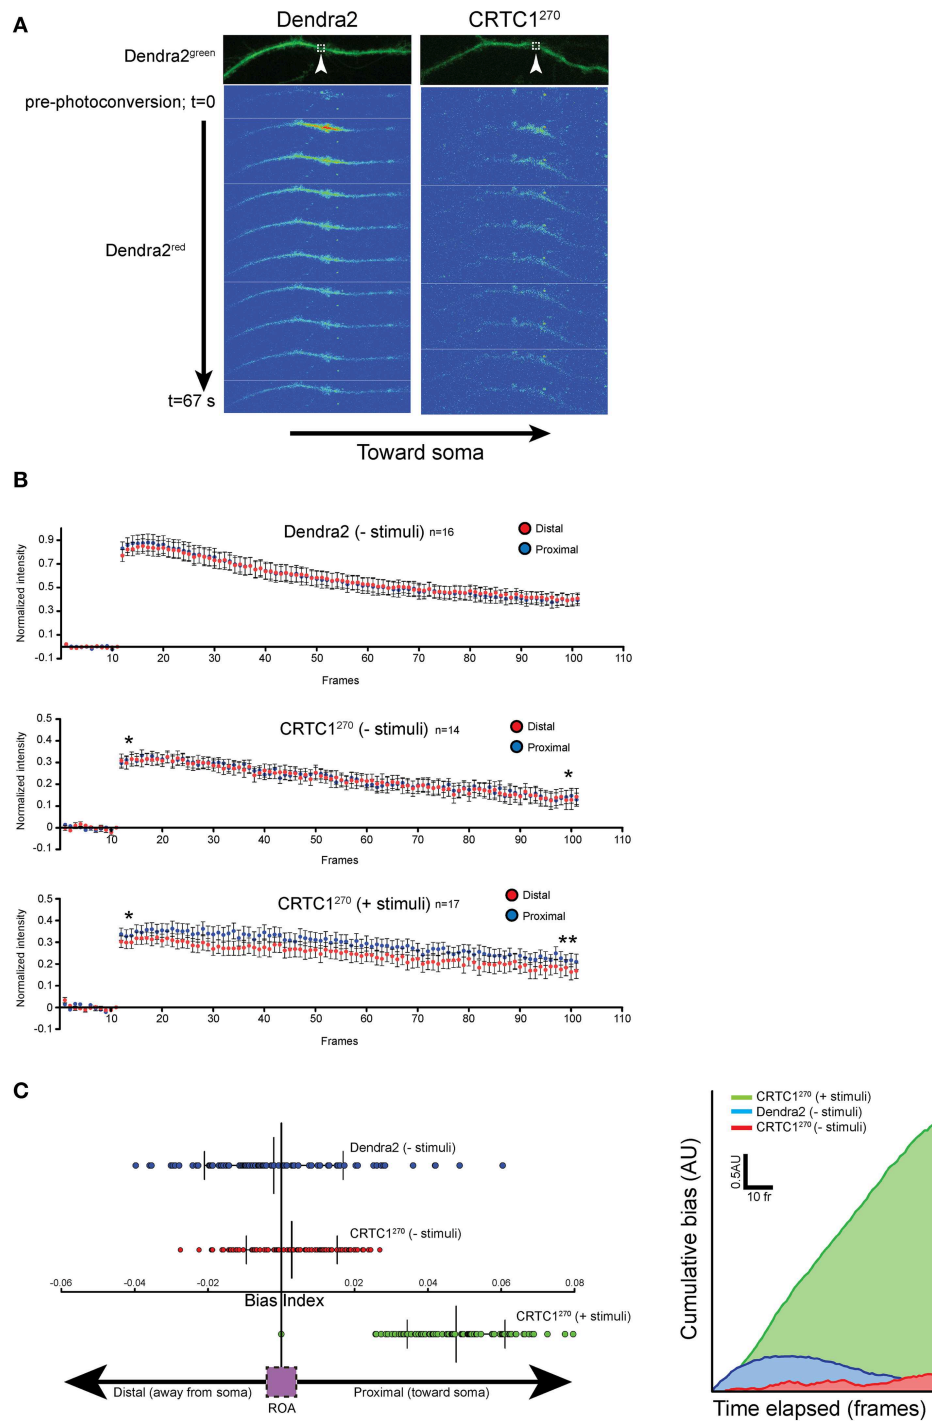 A
Dendra2
CRTC1²⁷⁰
Dendra2ᵍʳᵉᵉⁿ
pre-photoconversion; t=0
Dendra2ʳᵉᵈ
t=67 s
Toward soma
B
Dendra2 (- stimuli) n=16
Distal
Proximal
Normalized intensity
0.9
0.7
0.5
0.3
0.1
-0.1
10 20 30 40 50 60 70 80 90 100 110
Frames
CRTC1²⁷⁰ (- stimuli) n=14
Distal
Proximal
Normalized intensity
0.5
0.4
0.3
0.2
0.1
0
-0.1
*
*
10 20 30 40 50 60 70 80 90 100 110
Frames
CRTC1²⁷⁰ (+ stimuli) n=17
Distal
Proximal
Normalized intensity
0.5
0.4
0.3
0.2
0.1
0
-0.1
*
**
10 20 30 40 50 60 70 80 90 100 110
Frames
C
Dendra2 (- stimuli)
CRTC1²⁷⁰ (- stimuli)
-0.06 -0.04 -0.02 0.02 0.04 0.06 0.08
Bias Index
CRTC1²⁷⁰ (+ stimuli)
Distal (away from soma)
Proximal (toward soma)
ROA
CRTC1²⁷⁰ (+ stimuli)
Dendra2 (- stimuli)
CRTC1²⁷⁰ (- stimuli)
0.5AU
10 fr
Cumulative bias (AU)
Time elapsed (frames)